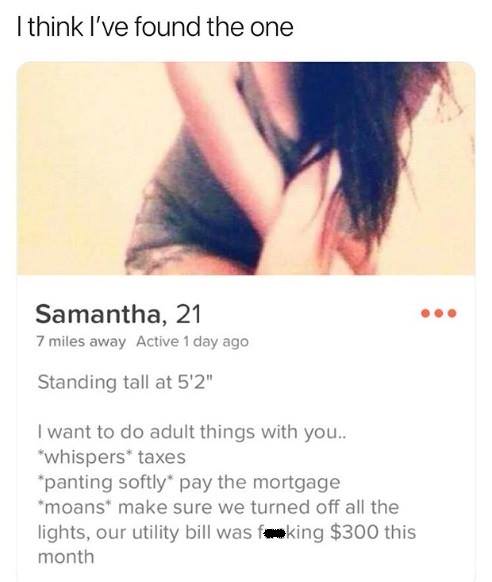 I think I've found the one
Samantha, 21
7 miles away Active 1 day ago
Standing tall at 5'2"
I want to do adult things with you..
*whispers* taxes
*panting softly* pay the mortgage
*moans* make sure we turned off all the
lights, our utility bill was f king $300 this
month